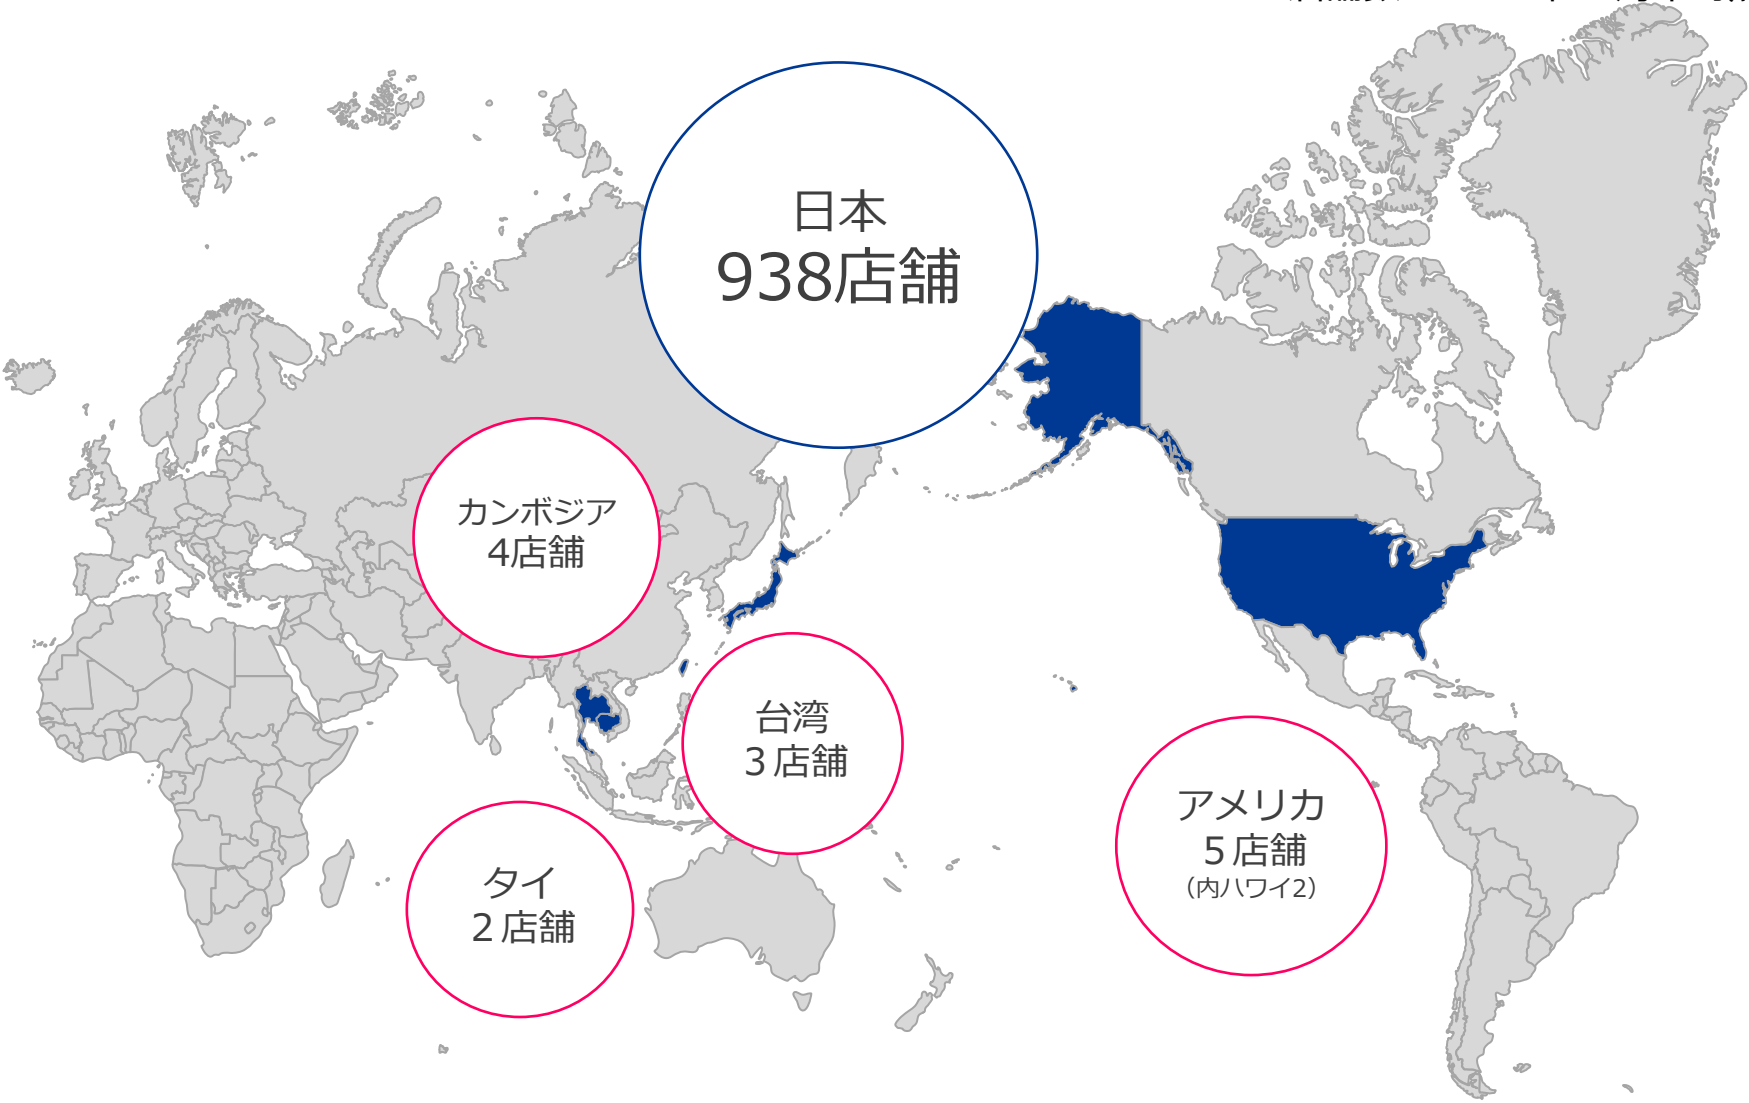 日本
938店舗
カンボジア
4店舗
台湾
３店舗
アメリカ
５店舗
（内ハワイ2）
タイ
２店舗